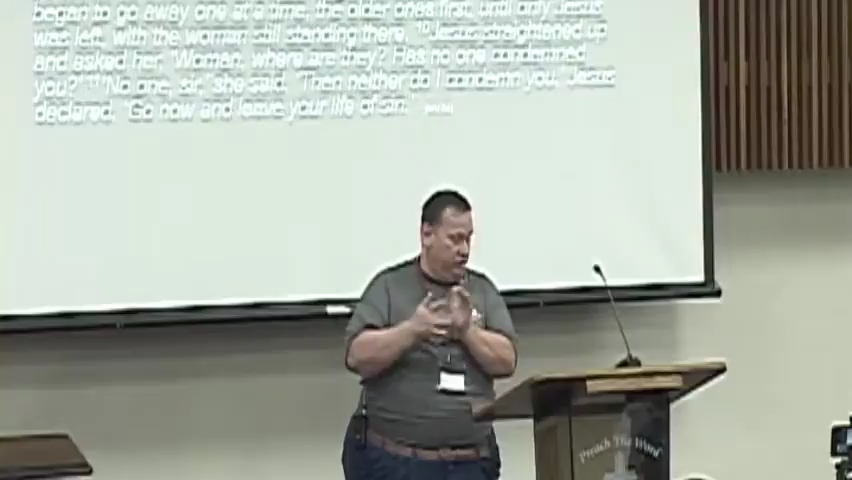 began to go away one at a time, the older ones first, until only Jesus
was left, with the woman still standing there. ¹⁰Jesus straightened up
and asked her, "Woman, where are they? Has no one condemned
you?" ¹¹"No one, sir," she said. "Then neither do I condemn you," Jesus
declared. "Go now and leave your life of sin."
Preach The Word